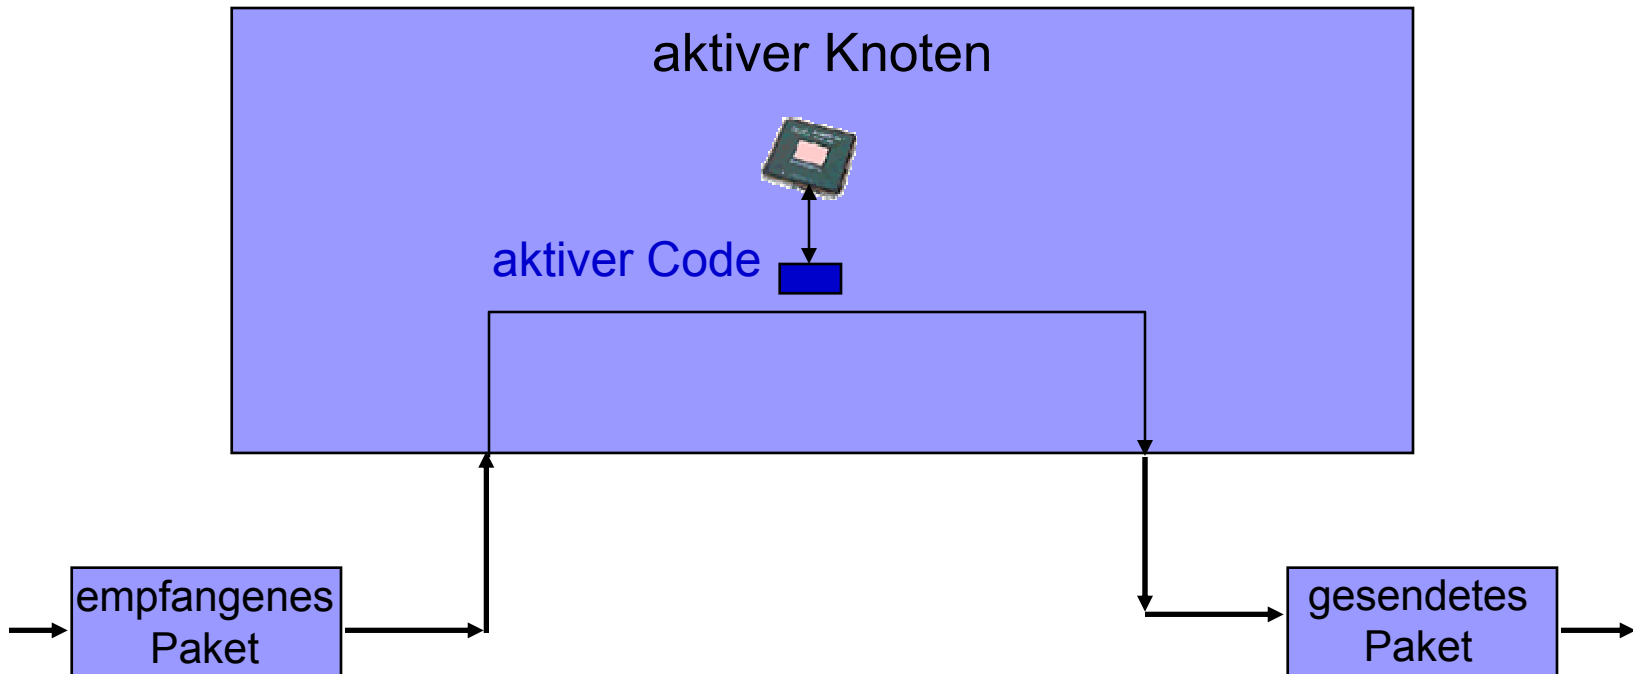 aktiver Knoten
aktiver Code
empfangenes
Paket
gesendetes
Paket